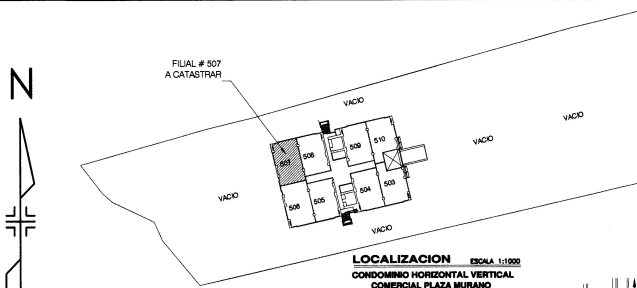 N
FILIAL # 507
A CATASTRAR
VACIO
VACIO
VACIO
VACIO
VACIO
507
508
509
510
506
505
504
503
LOCALIZACION ESCALA 1:1000
CONDOMINIO HORIZONTAL VERTICAL
COMERCIAL PLAZA MURANO